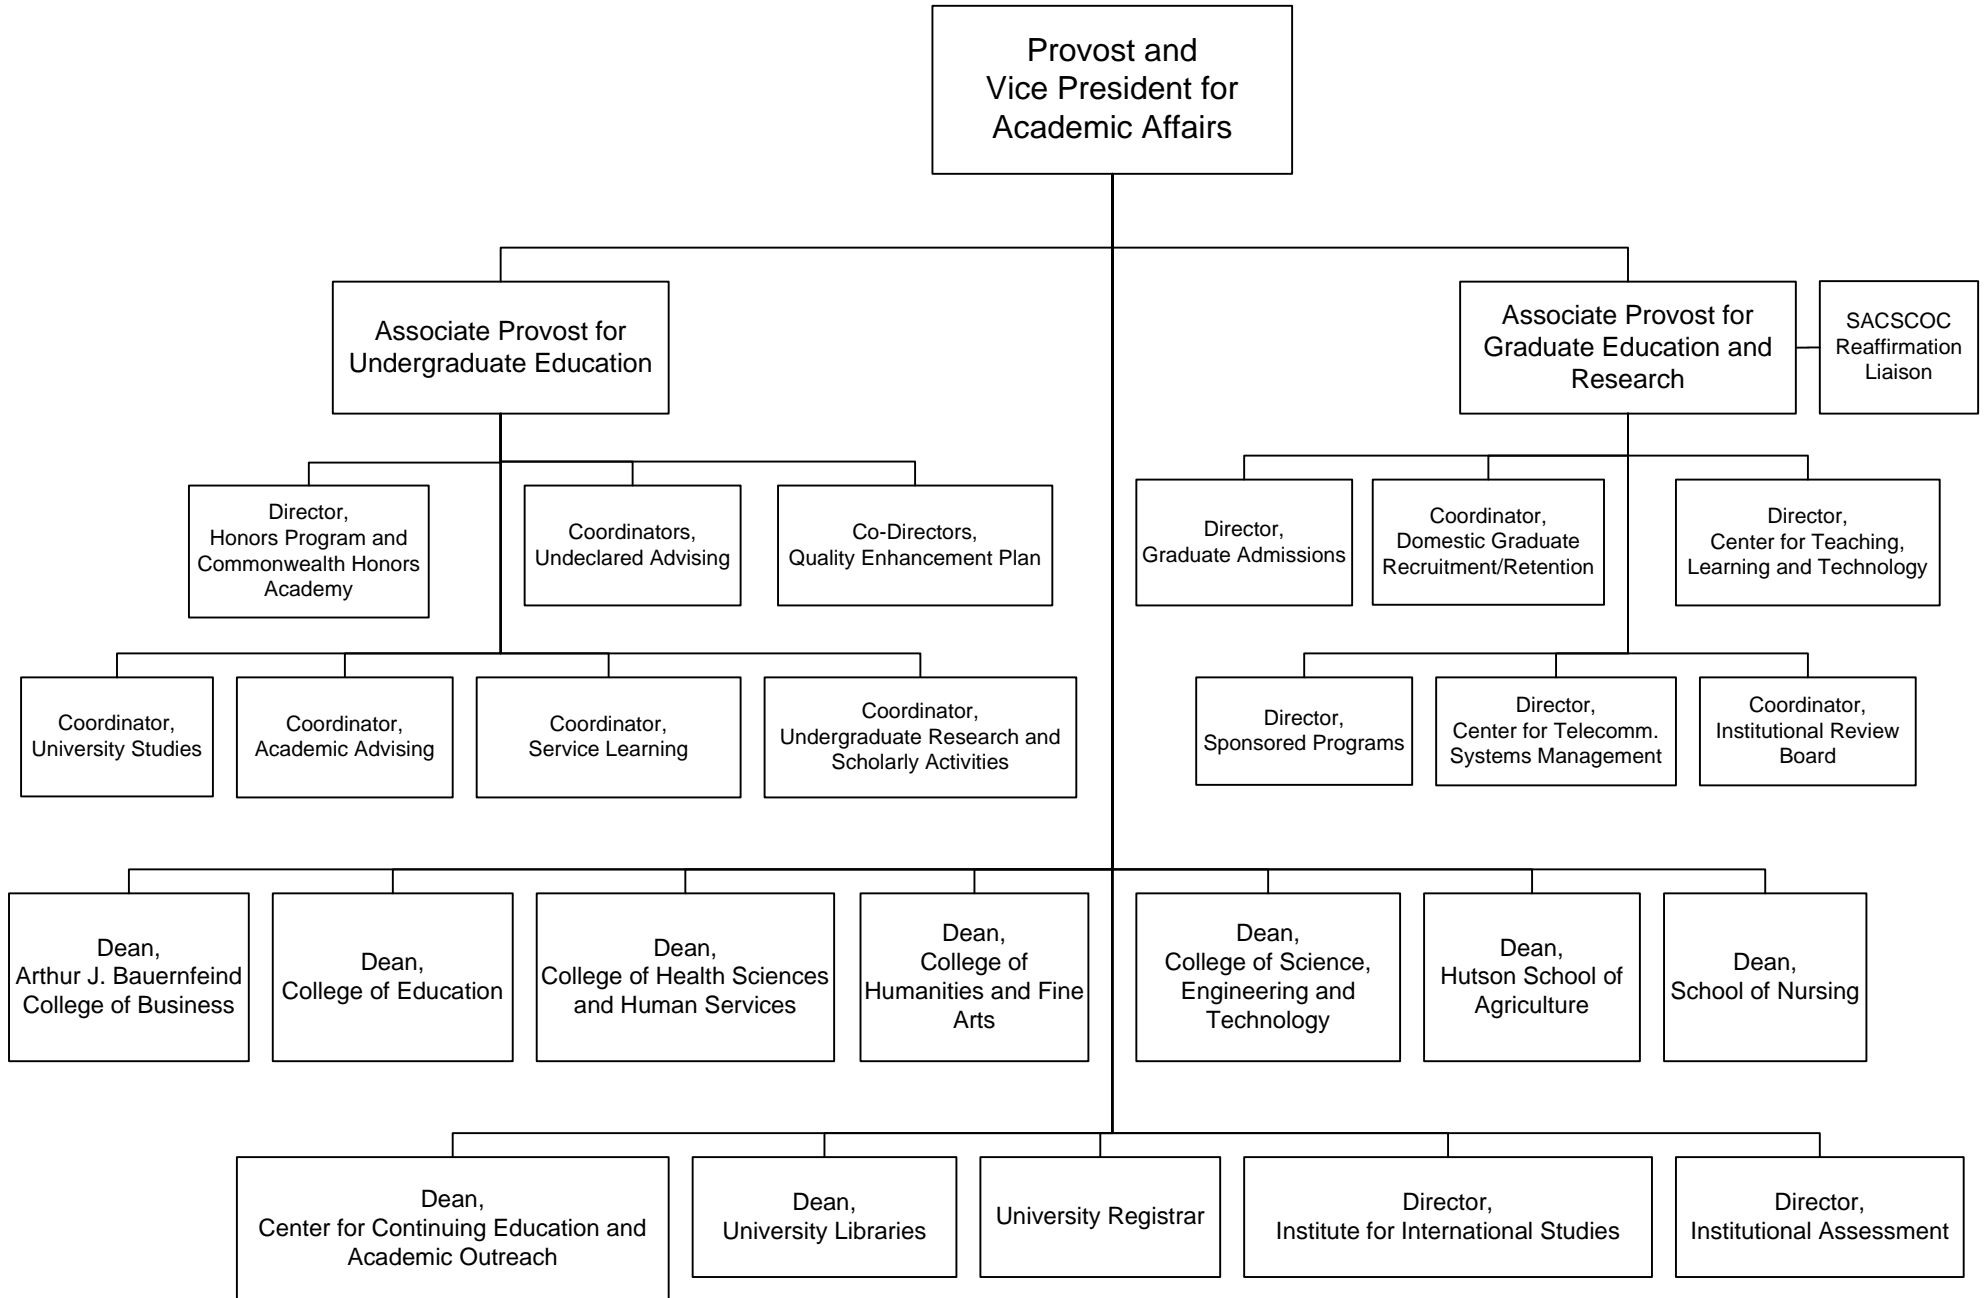 Provost and
Vice President for
Academic Affairs
Associate Provost for
Undergraduate Education
Associate Provost for
Graduate Education and
Research
SACSCOC
Reaffirmation
Liaison
Director,
Honors Program and
Commonwealth Honors
Academy
Coordinators,
Undeclared Advising
Co-Directors,
Quality Enhancement Plan
Director,
Graduate Admissions
Coordinator,
Domestic Graduate
Recruitment/Retention
Director,
Center for Teaching,
Learning and Technology
Coordinator,
University Studies
Coordinator,
Academic Advising
Coordinator,
Service Learning
Coordinator,
Undergraduate Research and
Scholarly Activities
Director,
Sponsored Programs
Director,
Center for Telecomm.
Systems Management
Coordinator,
Institutional Review
Board
Dean,
Arthur J. Bauernfeind
College of Business
Dean,
College of Education
Dean,
College of Health Sciences
and Human Services
Dean,
College of
Humanities and Fine
Arts
Dean,
College of Science,
Engineering and
Technology
Dean,
Hutson School of
Agriculture
Dean,
School of Nursing
Dean,
Center for Continuing Education and
Academic Outreach
Dean,
University Libraries
University Registrar
Director,
Institute for International Studies
Director,
Institutional Assessment